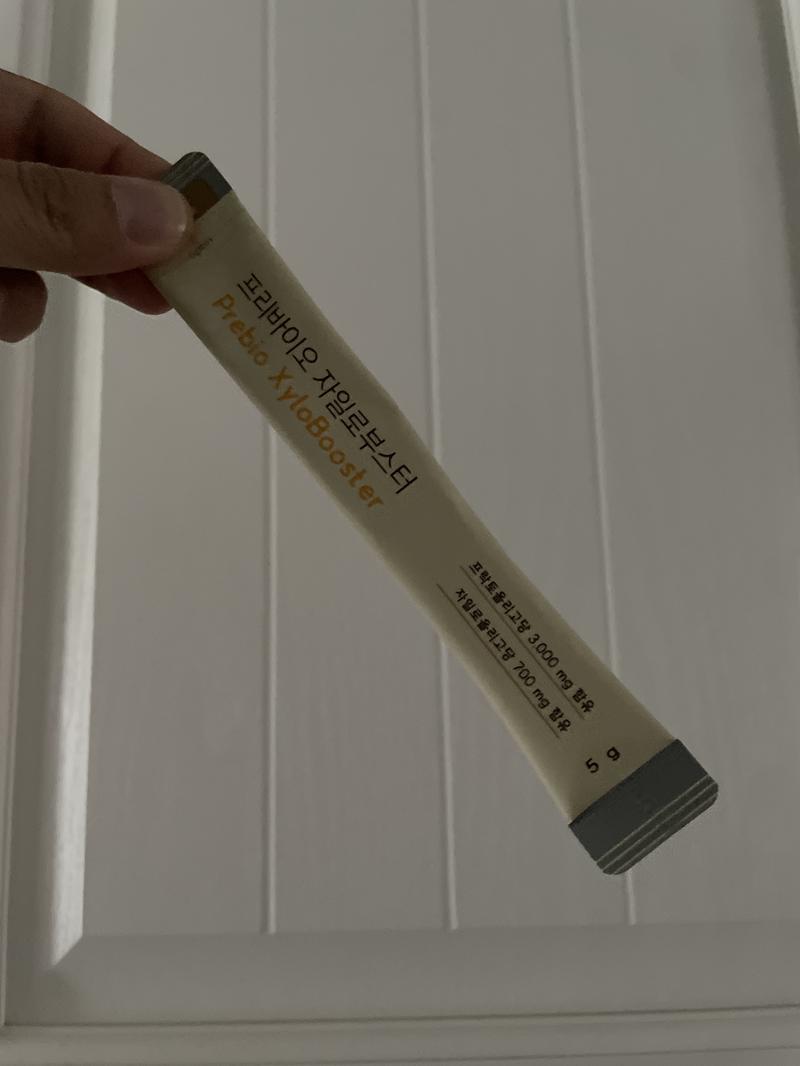 프리바이오 자일로부스터
Prebio XyloBooster
프락토올리고당 3,000 mg 함유
자일로올리고당 700 mg 함유
5 g